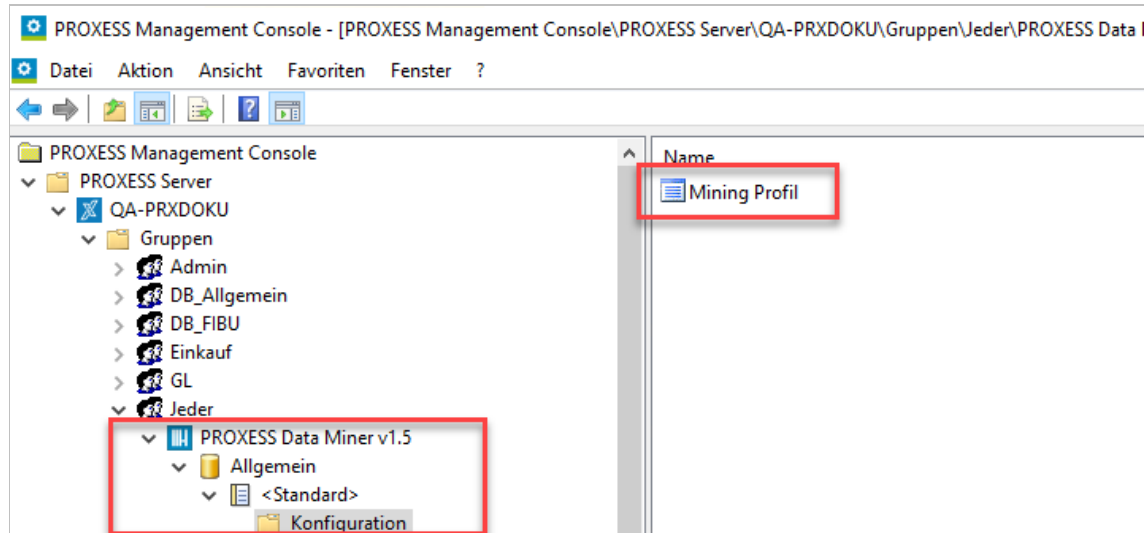 PROXESS Management Console - [PROXESS Management Console\PROXESS Server\QA-PRXDOKU\Gruppen\Jeder\PROXESS Data
Datei Aktion Ansicht Favoriten Fenster ?
PROXESS Management Console
PROXESS Server
QA-PRXDOKU
Gruppen
Admin
DB_Allgemein
DB_FIBU
Einkauf
GL
Jeder
PROXESS Data Miner v1.5
Allgemein
<Standard>
Konfiguration
Name
Mining Profil